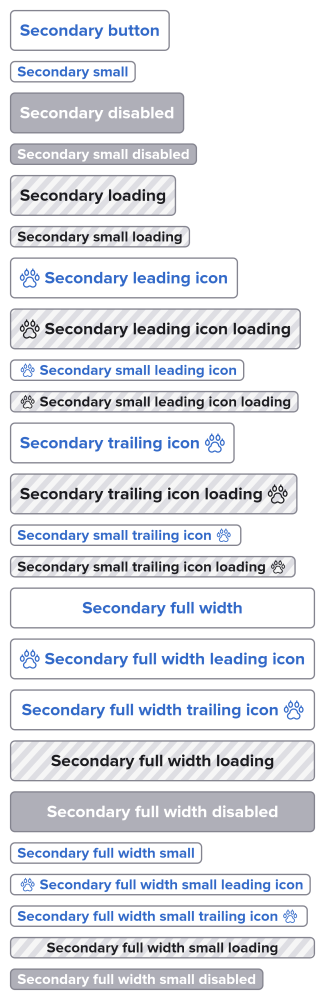 Secondary button
Secondary small
Secondary disabled
Secondary small disabled
Secondary loading
Secondary small loading
Secondary leading icon
Secondary leading icon loading
Secondary small leading icon
Secondary small leading icon loading
Secondary trailing icon
Secondary trailing icon loading
Secondary small trailing icon
Secondary small trailing icon loading
Secondary full width
Secondary full width leading icon
Secondary full width trailing icon
Secondary full width loading
Secondary full width disabled
Secondary full width small
Secondary full width small leading icon
Secondary full width small trailing icon
Secondary full width small loading
Secondary full width small disabled